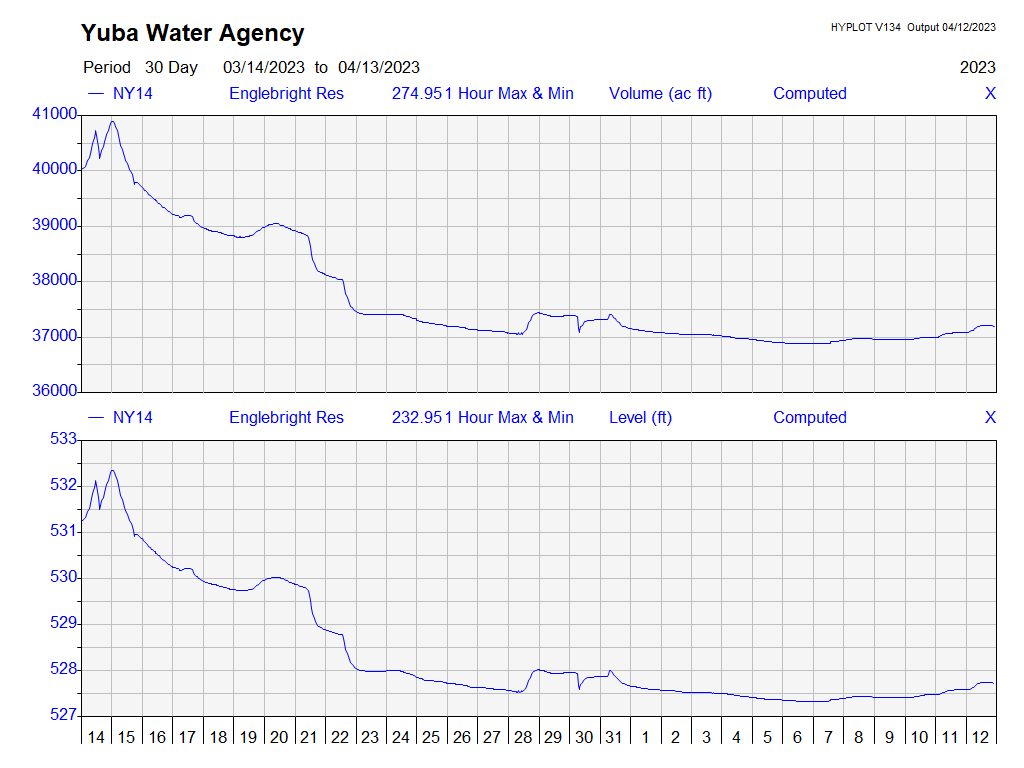 Yuba Water Agency
HYPLOT V134 Output 04/12/2023
Period 30 Day 03/14/2023 to 04/13/2023
2023
NY14 Englebright Res 274.951 Hour Max & Min Volume (ac ft) Computed X
41000
40000
39000
38000
37000
36000
NY14 Englebright Res 232.951 Hour Max & Min Level (ft) Computed X
533
532
531
530
529
528
527
14 15 16 17 18 19 20 21 22 23 24 25 26 27 28 29 30 31 1 2 3 4 5 6 7 8 9 10 11 12